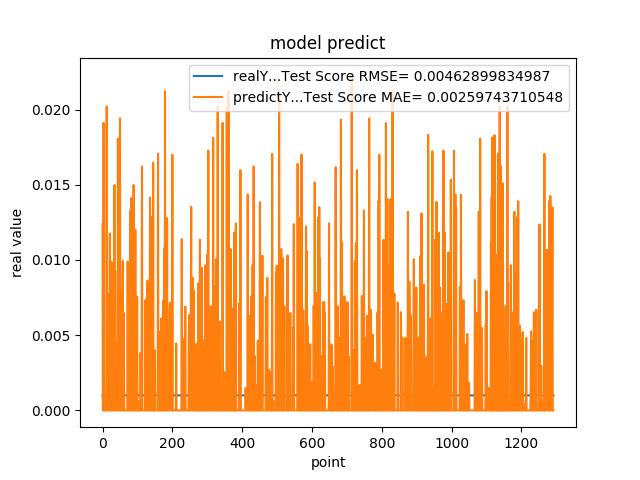 model predict
realY...Test Score RMSE= 0.00462899834987
predictY...Test Score MAE= 0.00259743710548
0.020
0.015
0.010
0.005
0.000
real value
0 200 400 600 800 1000 1200
point